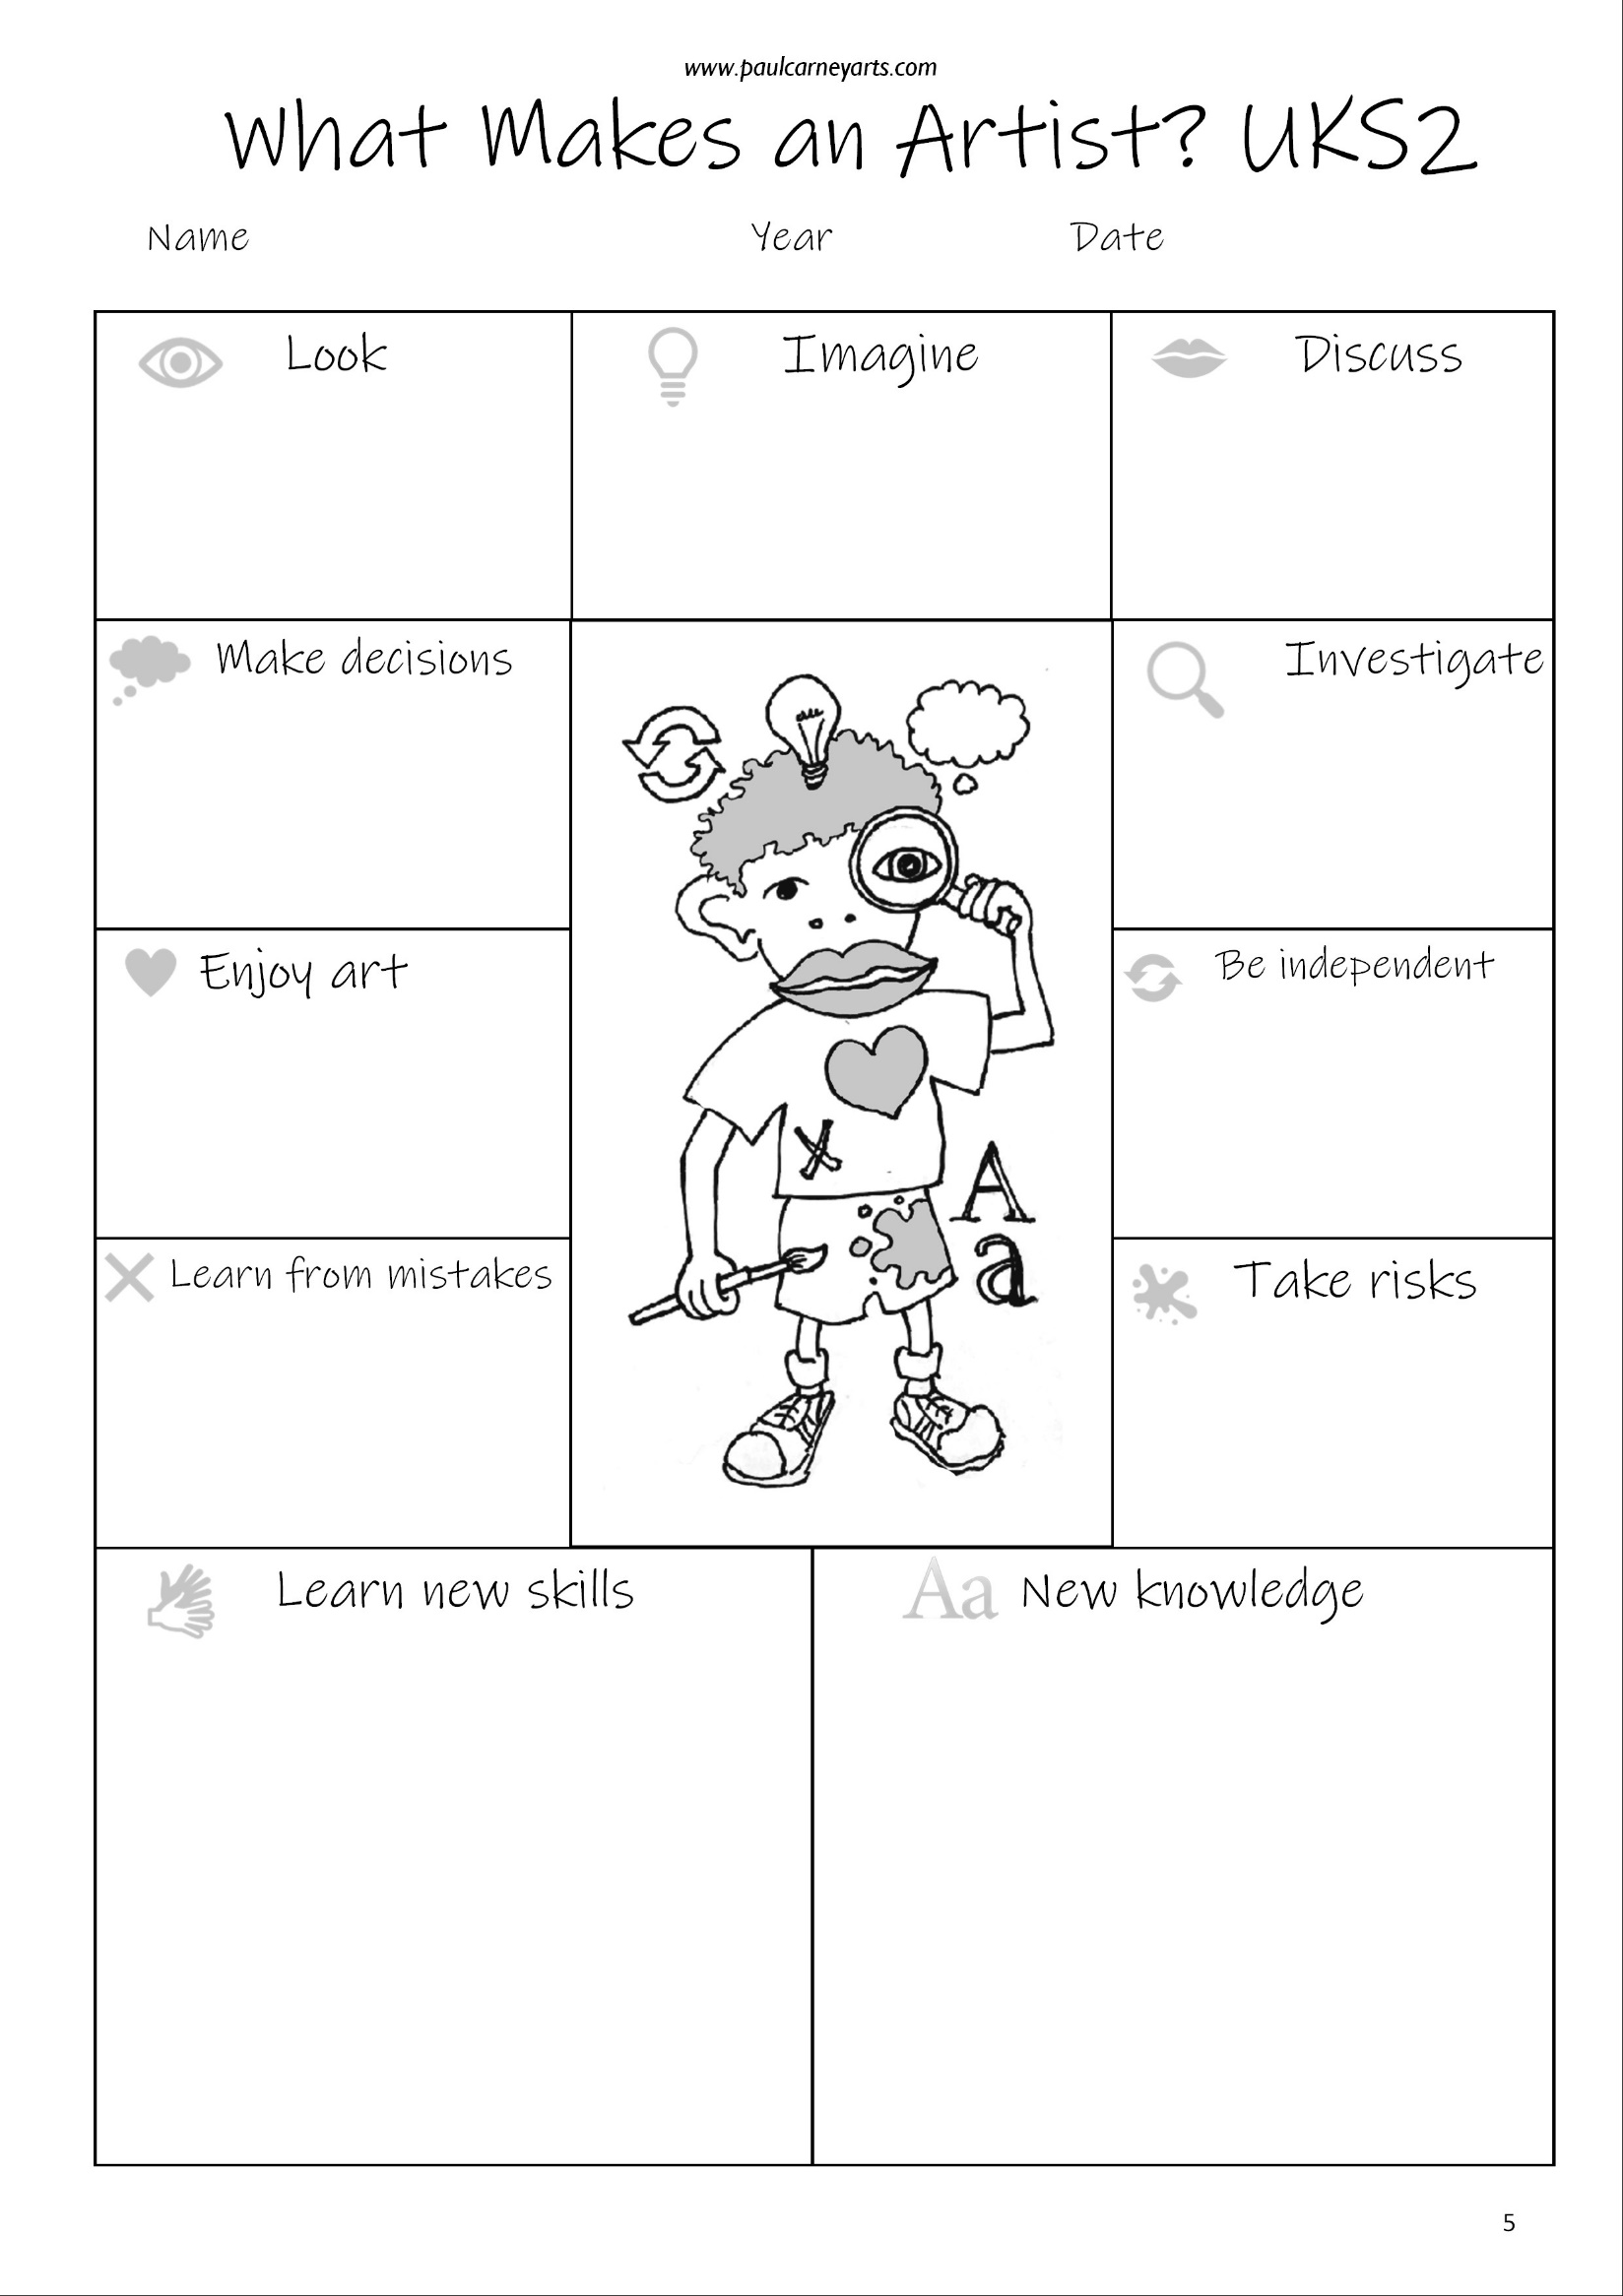 www.paulcarneyarts.com
What Makes an Artist? UKS2
Name Year Date
Look
Imagine
Discuss
Make decisions
Investigate
Enjoy art
Be independent
X
A
a
Learn from mistakes
Take risks
Learn new skills
Aa New knowledge
5